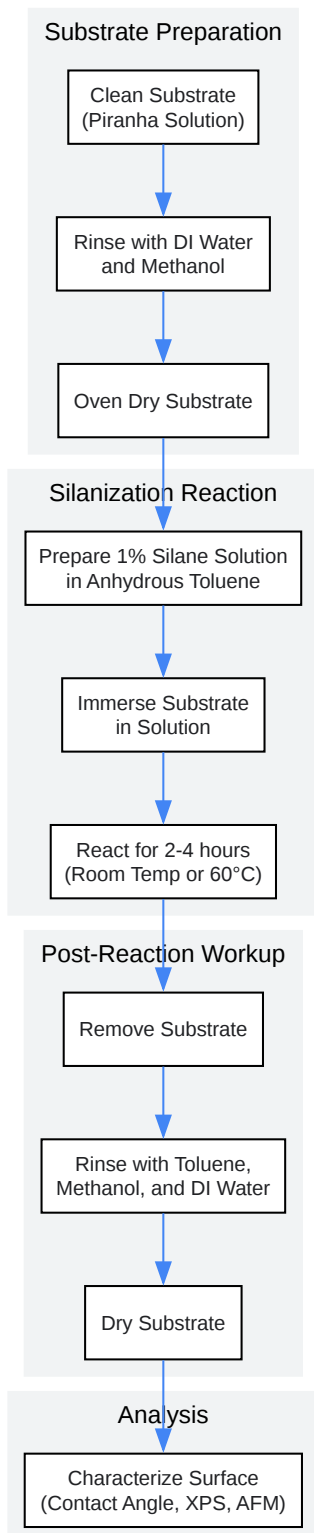 Substrate Preparation
Clean Substrate
(Piranha Solution)
Rinse with DI Water
and Methanol
Oven Dry Substrate
Silanization Reaction
Prepare 1% Silane Solution
in Anhydrous Toluene
Immerse Substrate
in Solution
React for 2-4 hours
(Room Temp or 60°C)
Post-Reaction Workup
Remove Substrate
Rinse with Toluene,
Methanol, and DI Water
Dry Substrate
Analysis
Characterize Surface
(Contact Angle, XPS, AFM)